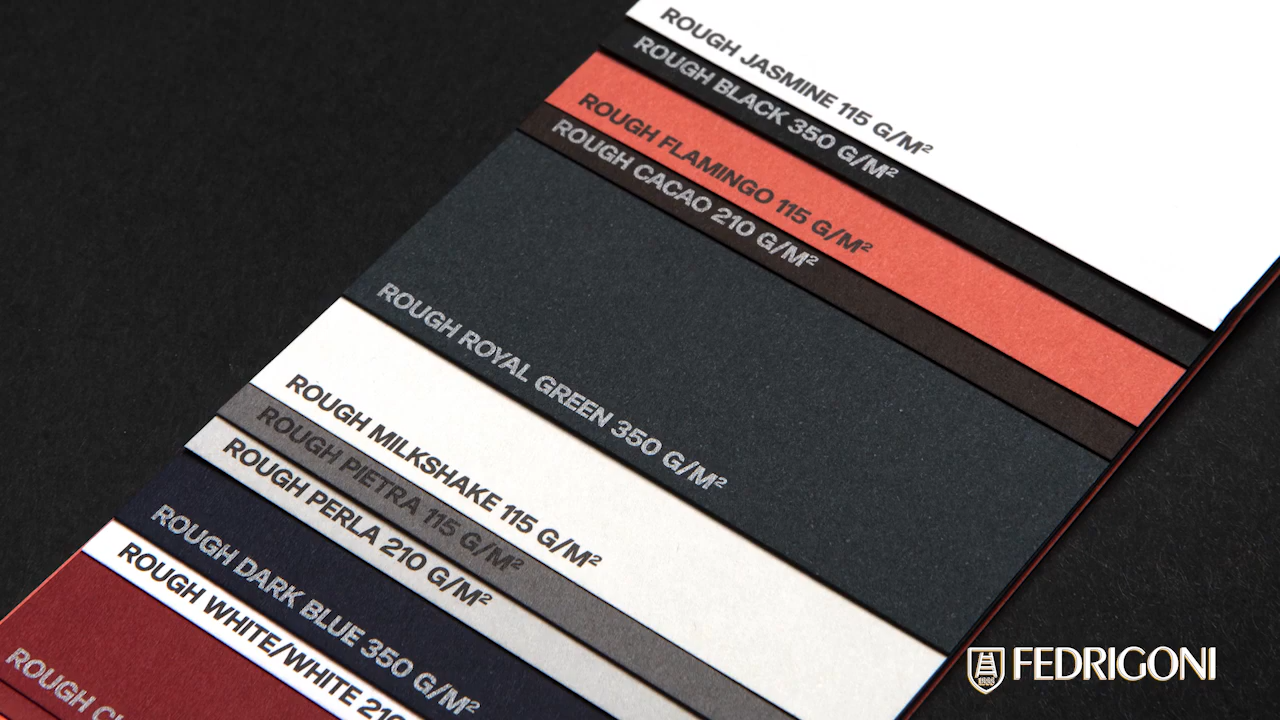 ROUGH JASMINE 115 G/M²
ROUGH BLACK 350 G/M²
ROUGH FLAMINGO 115 G/M²
ROUGH CACAO 210 G/M²
ROUGH ROYAL GREEN 350 G/M²
ROUGH MILKSHAKE 115 G/M²
ROUGH PIETRA 115 G/M²
ROUGH PERLA 210 G/M²
ROUGH DARK BLUE 350 G/M²
ROUGH WHITE/WHITE 210
ROUGH
FEDRIGONI